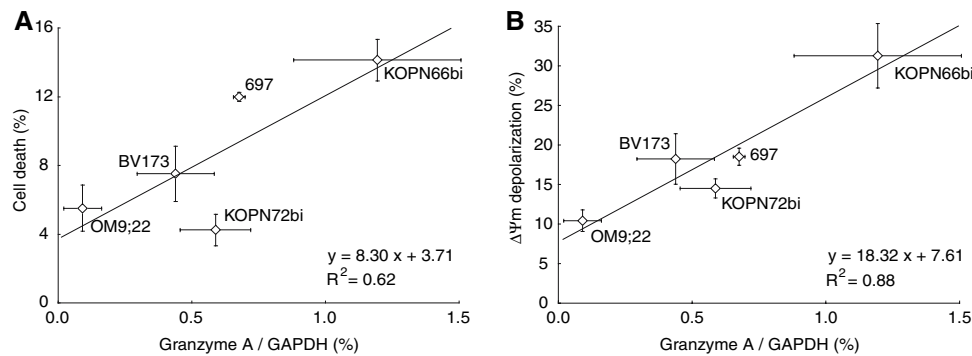 A
Cell death (%)
16
12
8
4
0
KOPN66bi
697
BV173
OM9;22
KOPN72bi
y = 8.30 x + 3.71
R² = 0.62
0.0
0.5
1.0
1.5
Granzyme A / GAPDH (%)
B
ΔΨm depolarization (%)
35
30
25
20
15
10
5
0
KOPN66bi
BV173
697
KOPN72bi
OM9;22
y = 18.32 x + 7.61
R² = 0.88
0.0
0.5
1.0
1.5
Granzyme A / GAPDH (%)